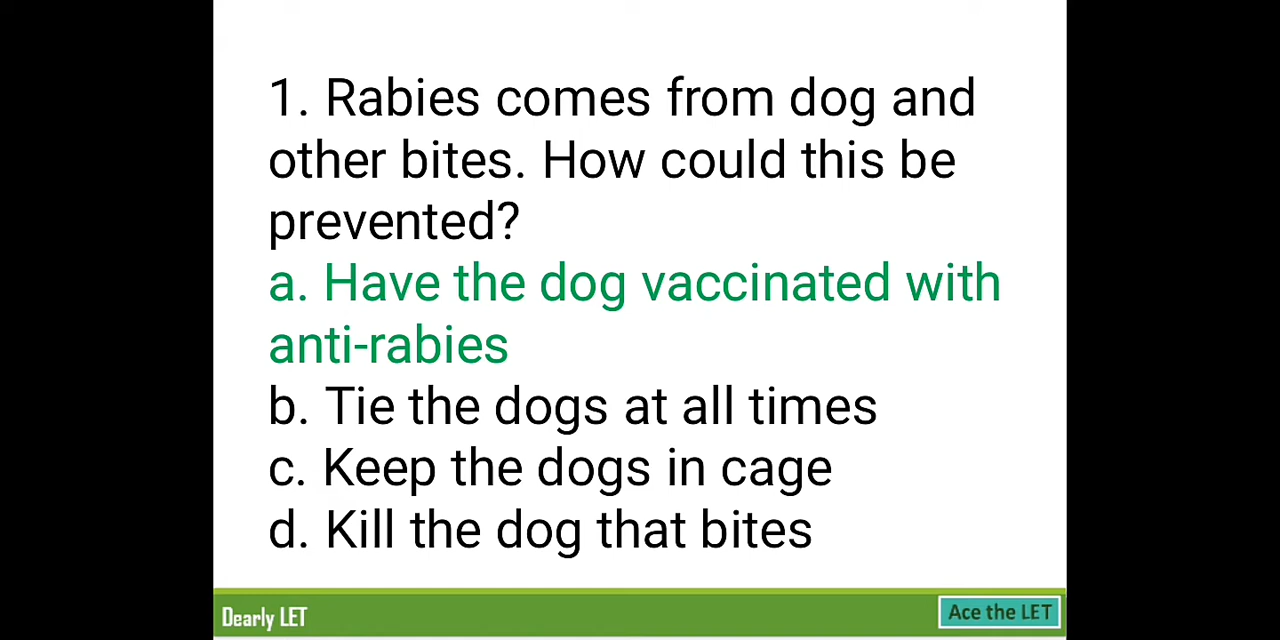 1. Rabies comes from dog and
other bites. How could this be
prevented?
a. Have the dog vaccinated with
anti-rabies
b. Tie the dogs at all times
c. Keep the dogs in cage
d. Kill the dog that bites
Dearly LET
Ace the LET